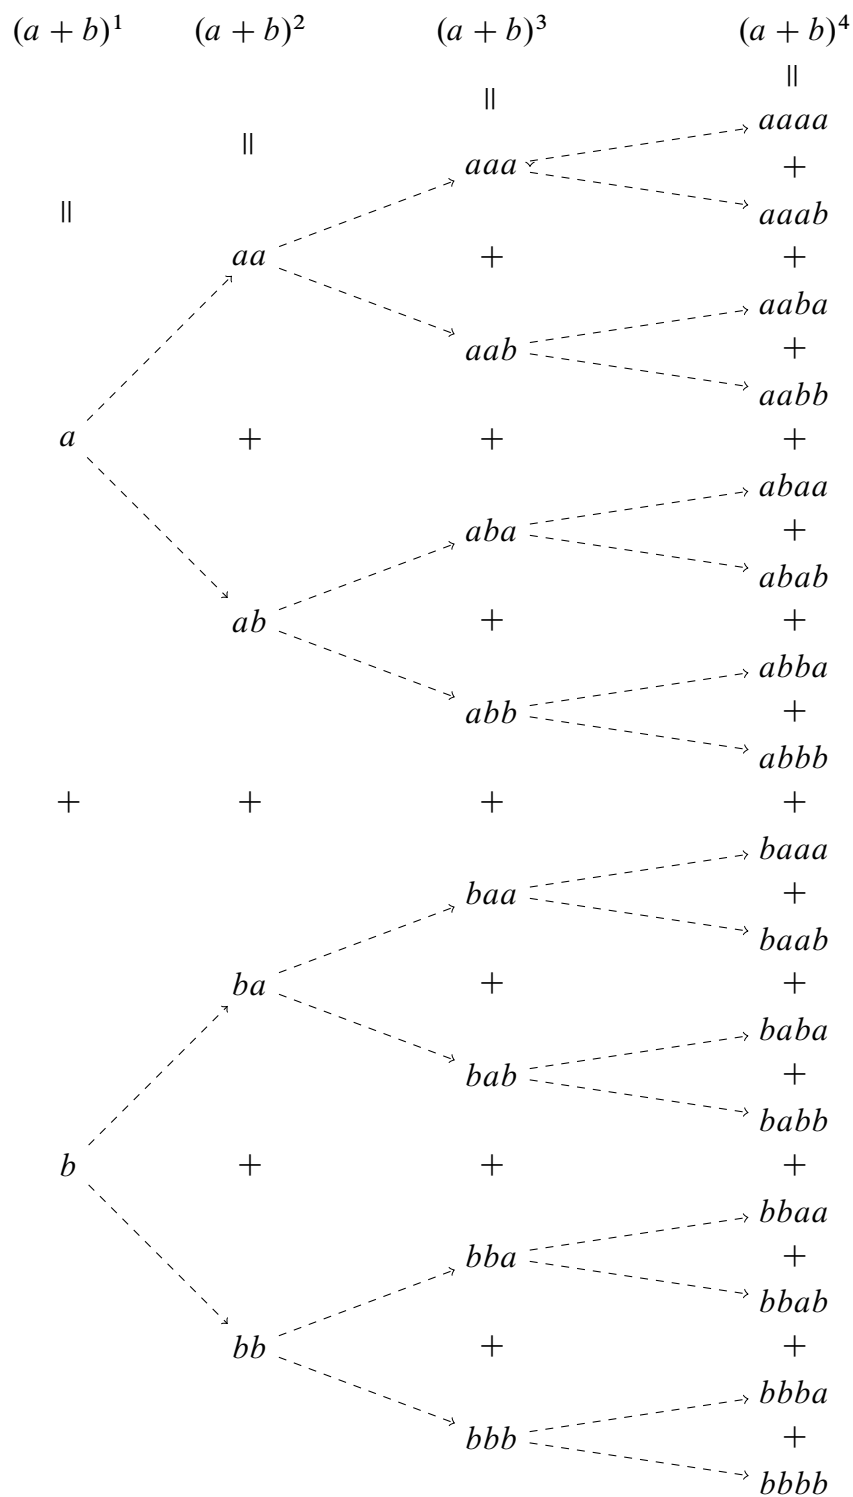 (a + b)¹ (a + b)² (a + b)³ (a + b)⁴
||
||
aaaa
||
aaa +
||
aaab
aa + +
aaba
aab +
aabb
a + + +
abaa
aba +
abab
ab + +
abba
abb +
abbb
+ + + +
baaa
baa +
baab
ba + +
baba
bab +
babb
b + + +
bbaa
bba +
bbab
bb + +
bbba
bbb +
bbbb